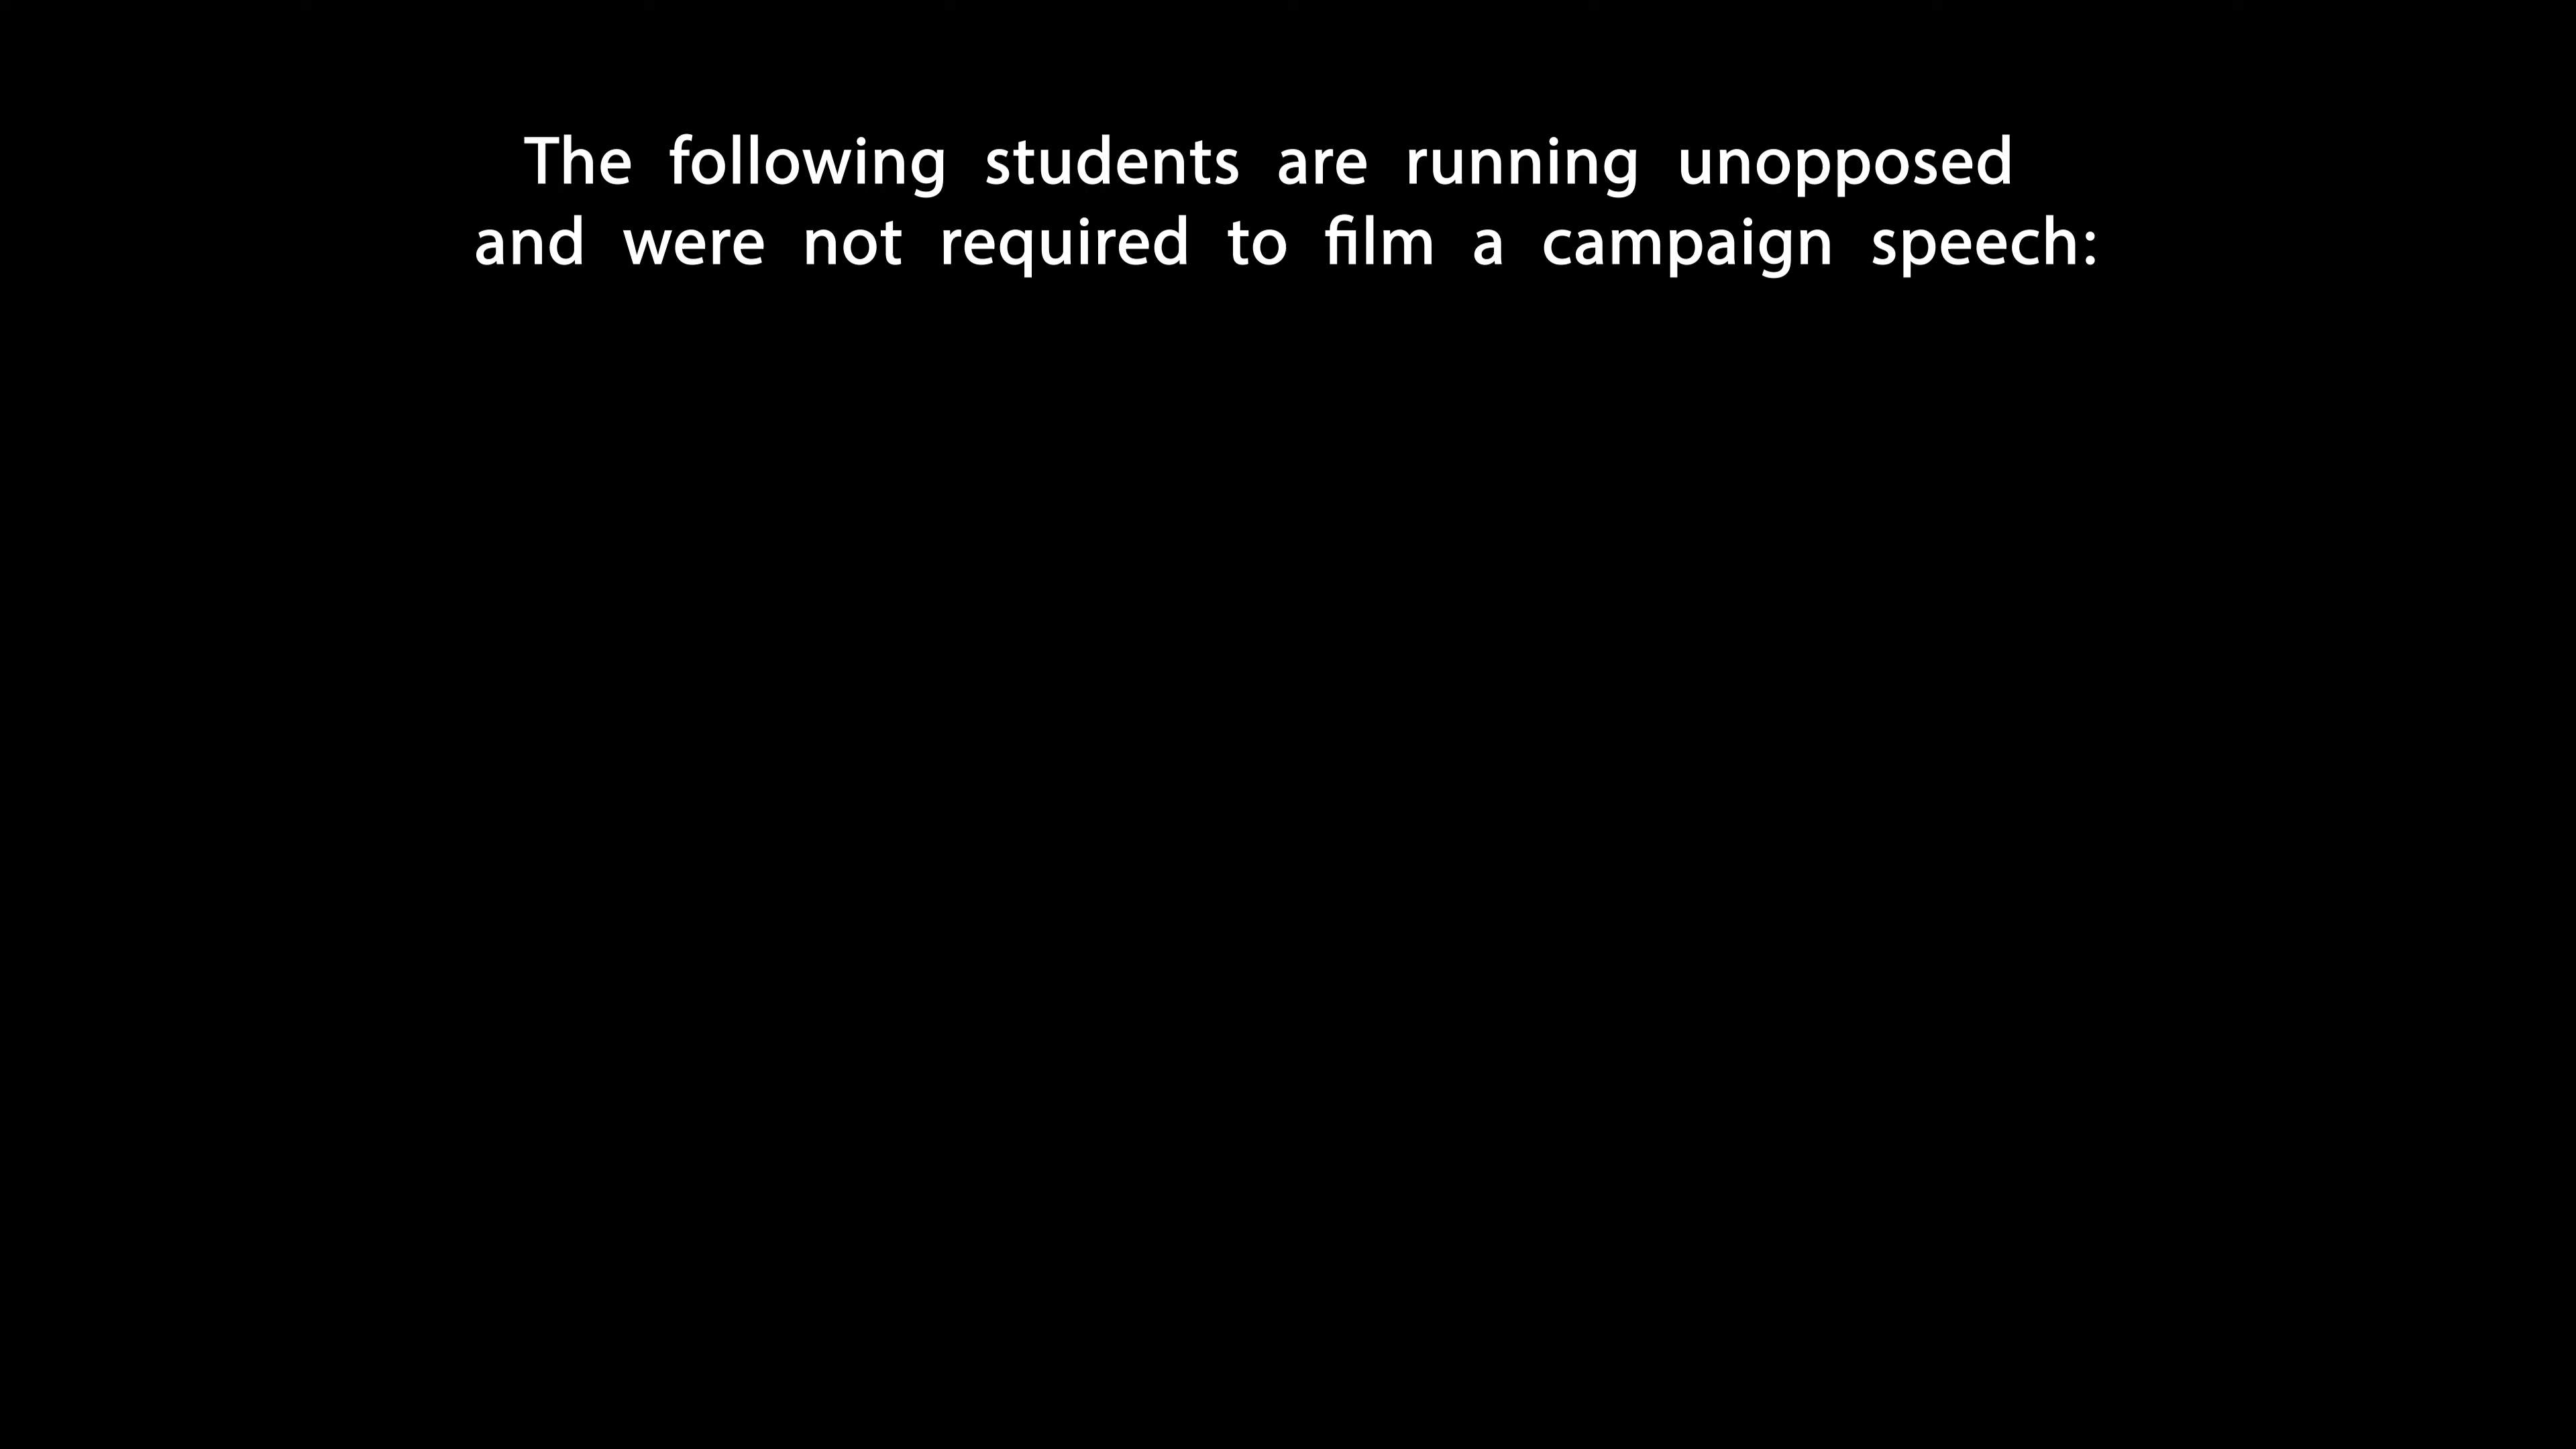 The following students are running unopposed
and were not required to film a campaign speech: